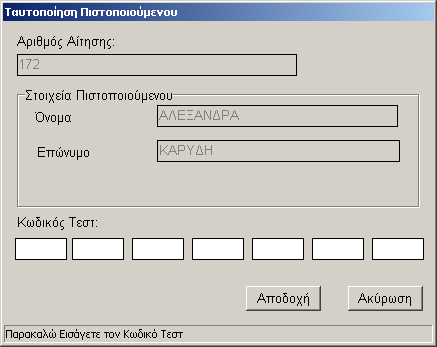 Ταυτοποίηση Πιστοποιούμενου
Αριθμός Αίτησης:
172
Στοιχεία Πιστοποιούμενου
Όνομα ΑΛΕΞΑΝΔΡΑ
Επώνυμο ΚΑΡΥΔΗ
Κωδικός Τεστ:
Αποδοχή Ακύρωση
Παρακαλώ Εισάγετε τον Κωδικό Τεστ